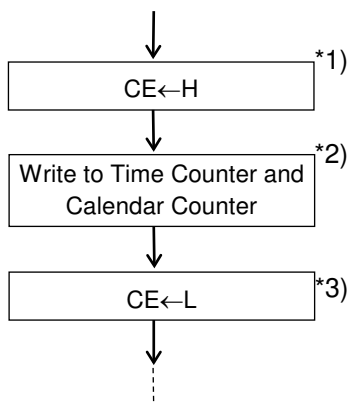 *1)
CE←H
*2)
Write to Time Counter and
Calendar Counter
*3)
CE←L